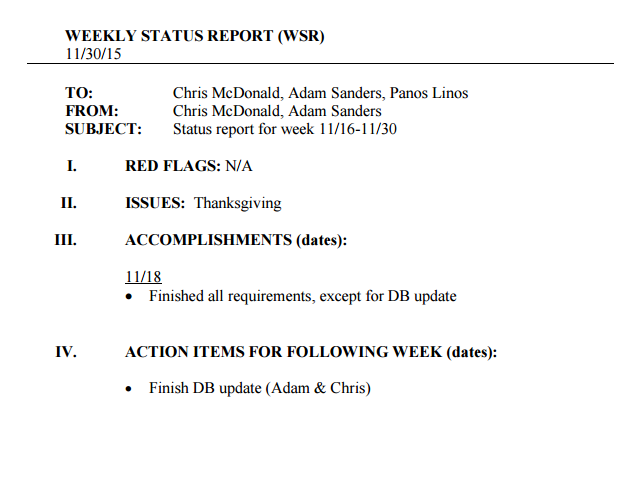 WEEKLY STATUS REPORT (WSR)
11/30/15
TO: Chris McDonald, Adam Sanders, Panos Linos
FROM: Chris McDonald, Adam Sanders
SUBJECT: Status report for week 11/16-11/30
I. RED FLAGS: N/A
II. ISSUES: Thanksgiving
III. ACCOMPLISHMENTS (dates):
11/18
• Finished all requirements, except for DB update
IV. ACTION ITEMS FOR FOLLOWING WEEK (dates):
• Finish DB update (Adam & Chris)